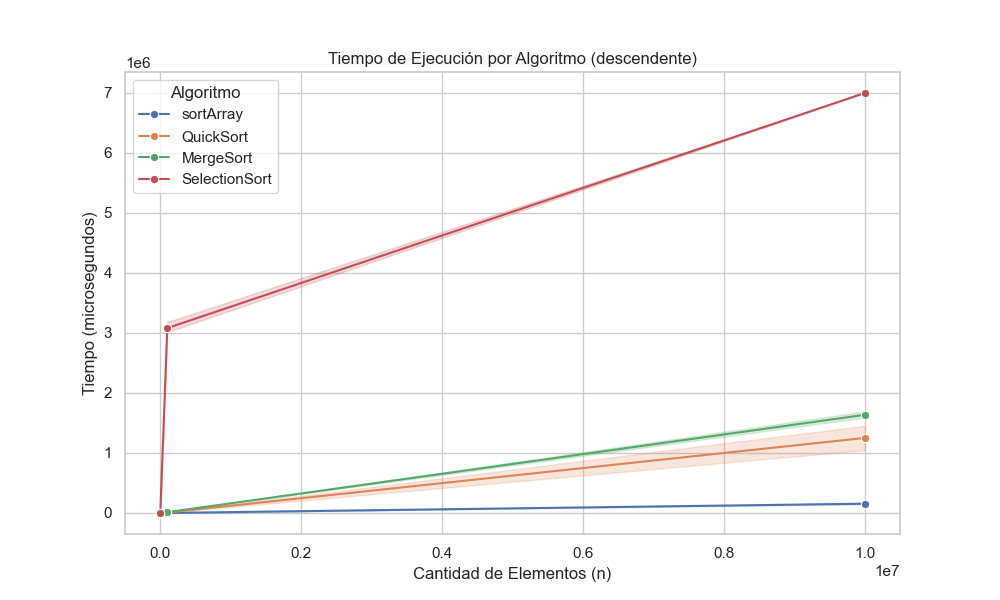 Tiempo de Ejecución por Algoritmo (descendente)
1e6
Algoritmo
sortArray
QuickSort
MergeSort
SelectionSort
Tiempo (microsegundos)
7
6
5
4
3
2
1
0
0.0
0.2
0.4
0.6
0.8
1.0
1e7
Cantidad de Elementos (n)